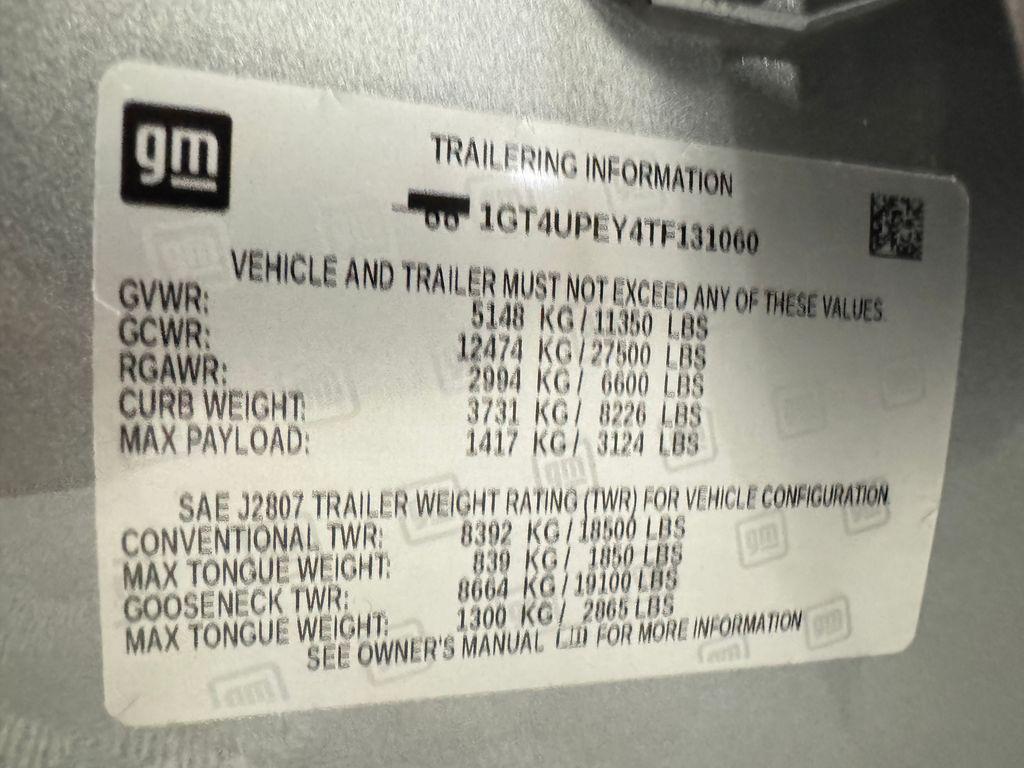 gm
TRAILERING INFORMATION
1GT4UPEY4TF131060
VEHICLE AND TRAILER MUST NOT EXCEED ANY OF THESE VALUES.
GVWR: 5148 KG / 11350 LBS
GCWR: 12474 KG / 27500 LBS
RGAWR: 2994 KG / 6600 LBS
CURB WEIGHT: 3731 KG / 8226 LBS
MAX PAYLOAD: 1417 KG / 3124 LBS
SAE J2807 TRAILER WEIGHT RATING (TWR) FOR VEHICLE CONFIGURATION
CONVENTIONAL TWR: 8392 KG / 18500 LBS
MAX TONGUE WEIGHT: 839 KG / 1850 LBS
GOOSENECK TWR: 8664 KG / 19100 LBS
MAX TONGUE WEIGHT: 1300 KG / 2865 LBS
SEE OWNER'S MANUAL FOR MORE INFORMATION